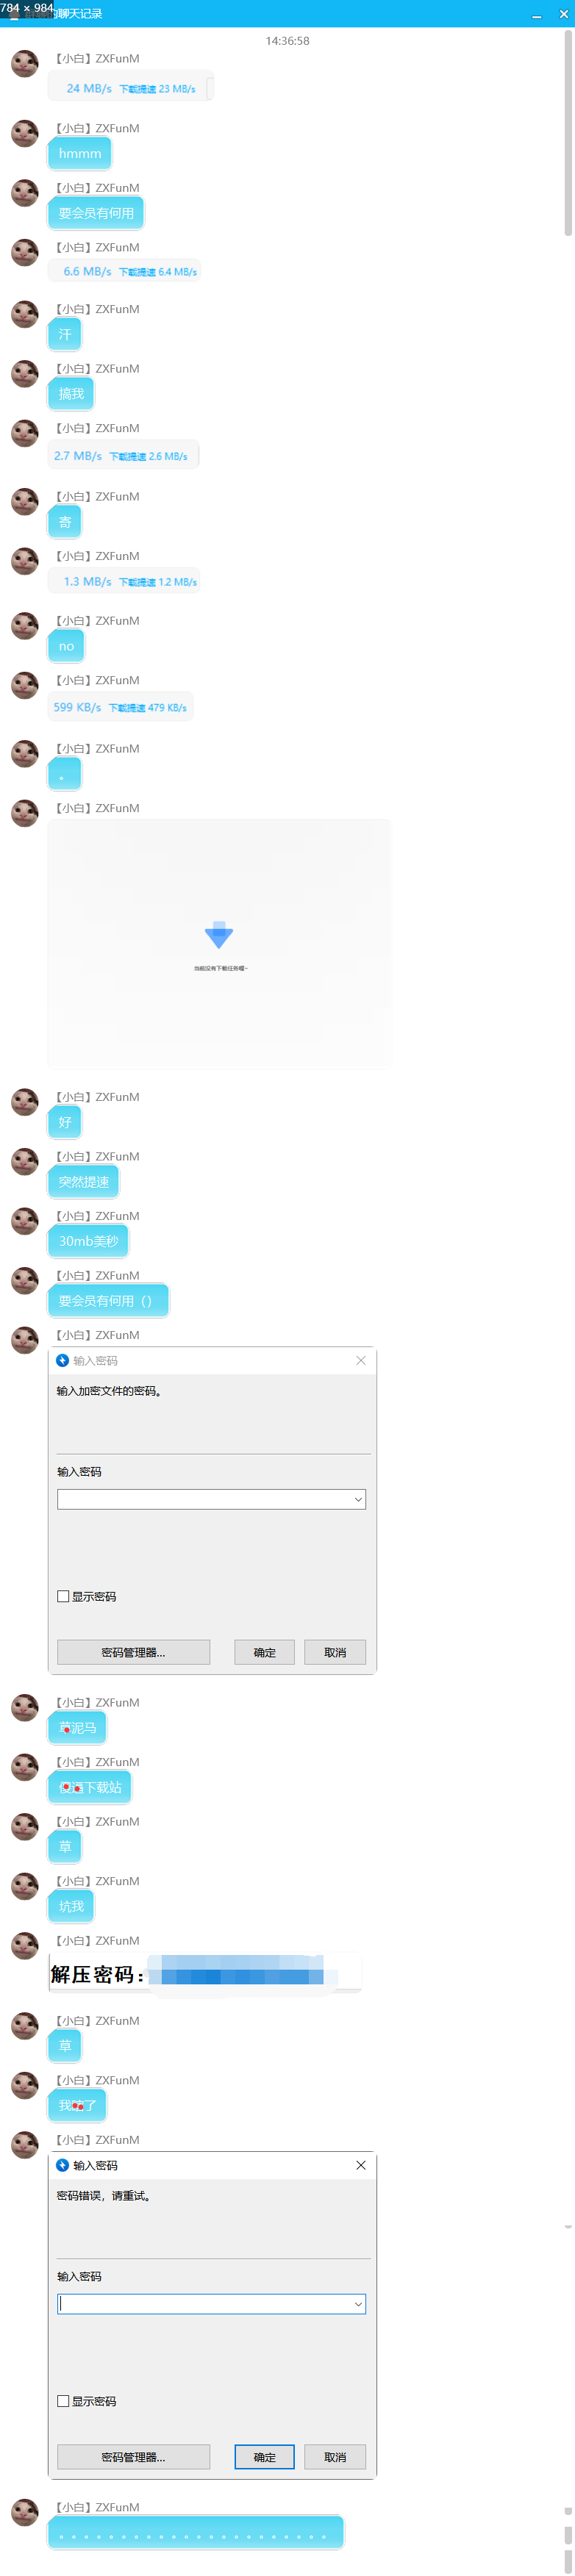 784 × 984
的聊天记录
14:36:58
【小白】ZXFunM
24 MB/s 下载提速 23 MB/s
【小白】ZXFunM
hmmm
【小白】ZXFunM
要会员有何用
【小白】ZXFunM
6.6 MB/s 下载提速 6.4 MB/s
【小白】ZXFunM
汗
【小白】ZXFunM
搞我
【小白】ZXFunM
2.7 MB/s 下载提速 2.6 MB/s
【小白】ZXFunM
寄
【小白】ZXFunM
1.3 MB/s 下载提速 1.2 MB/s
【小白】ZXFunM
no
【小白】ZXFunM
599 KB/s 下载提速 479 KB/s
【小白】ZXFunM
。
【小白】ZXFunM
当前没有下载任务喔~
【小白】ZXFunM
好
【小白】ZXFunM
突然提速
【小白】ZXFunM
30mb美秒
【小白】ZXFunM
要会员有何用（）
【小白】ZXFunM
输入密码
输入加密文件的密码。
输入密码
显示密码
密码管理器... 确定 取消
【小白】ZXFunM
草泥马
【小白】ZXFunM
下载站
【小白】ZXFunM
草
【小白】ZXFunM
坑我
【小白】ZXFunM
解压密码：
【小白】ZXFunM
草
【小白】ZXFunM
我 了
【小白】ZXFunM
输入密码
密码错误，请重试。
输入密码
显示密码
密码管理器... 确定 取消
【小白】ZXFunM
。。。。。。。。。。。。。。。。。。。。。